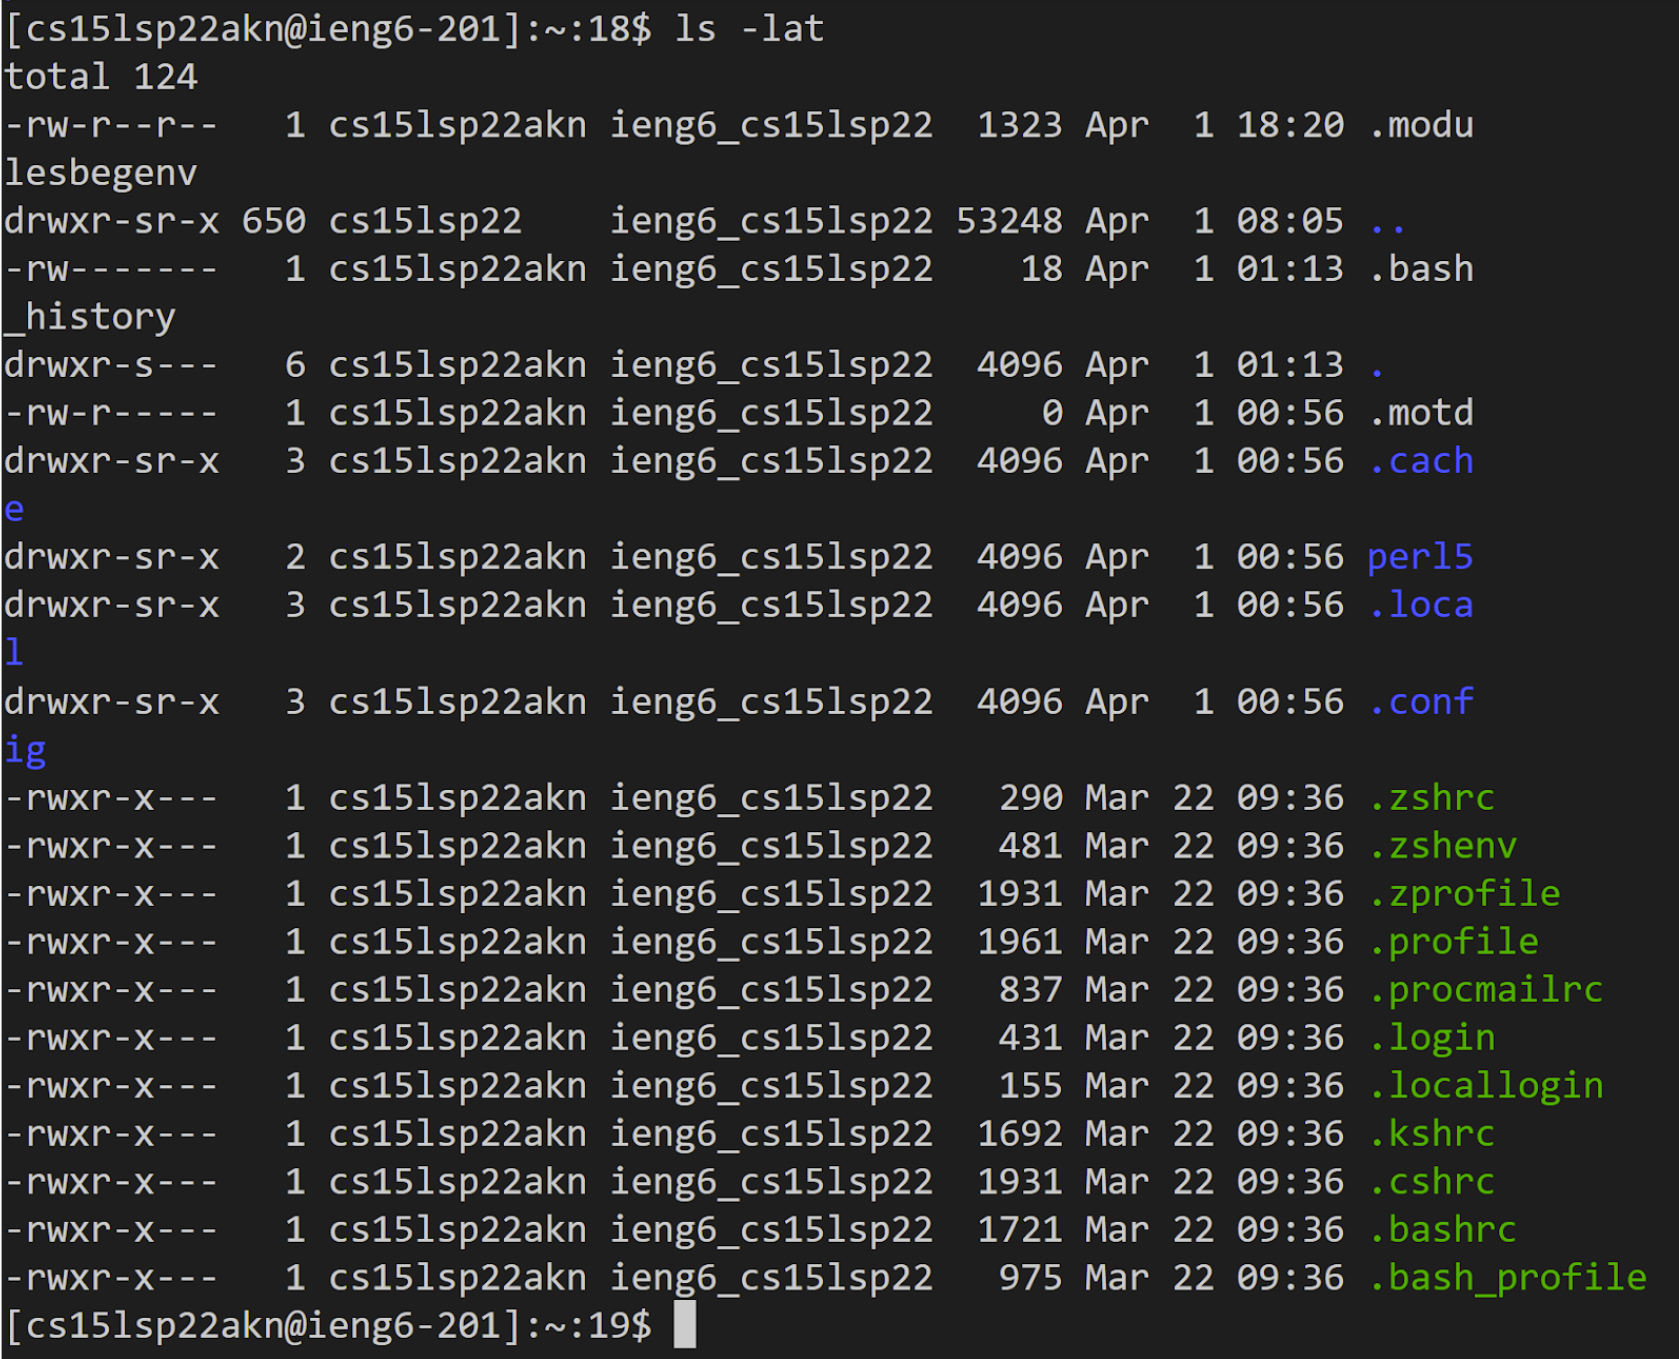 [cs15lsp22akn@ieng6-201]:~:18$ ls -lat
total 124
-rw-r--r--   1 cs15lsp22akn ieng6_cs15lsp22  1323 Apr  1 18:20 .modu
lesbegenv
drwxr-sr-x 650 cs15lsp22    ieng6_cs15lsp22 53248 Apr  1 08:05 ..
-rw-------   1 cs15lsp22akn ieng6_cs15lsp22    18 Apr  1 01:13 .bash
_history
drwxr-s---   6 cs15lsp22akn ieng6_cs15lsp22  4096 Apr  1 01:13 .
-rw-r-----   1 cs15lsp22akn ieng6_cs15lsp22     0 Apr  1 00:56 .motd
drwxr-sr-x   3 cs15lsp22akn ieng6_cs15lsp22  4096 Apr  1 00:56 .cach
e
drwxr-sr-x   2 cs15lsp22akn ieng6_cs15lsp22  4096 Apr  1 00:56 perl5
drwxr-sr-x   3 cs15lsp22akn ieng6_cs15lsp22  4096 Apr  1 00:56 .loca
l
drwxr-sr-x   3 cs15lsp22akn ieng6_cs15lsp22  4096 Apr  1 00:56 .conf
ig
-rwxr-x---   1 cs15lsp22akn ieng6_cs15lsp22   290 Mar 22 09:36 .zshrc
-rwxr-x---   1 cs15lsp22akn ieng6_cs15lsp22   481 Mar 22 09:36 .zshenv
-rwxr-x---   1 cs15lsp22akn ieng6_cs15lsp22  1931 Mar 22 09:36 .zprofile
-rwxr-x---   1 cs15lsp22akn ieng6_cs15lsp22  1961 Mar 22 09:36 .profile
-rwxr-x---   1 cs15lsp22akn ieng6_cs15lsp22   837 Mar 22 09:36 .procmailrc
-rwxr-x---   1 cs15lsp22akn ieng6_cs15lsp22   431 Mar 22 09:36 .login
-rwxr-x---   1 cs15lsp22akn ieng6_cs15lsp22   155 Mar 22 09:36 .locallogin
-rwxr-x---   1 cs15lsp22akn ieng6_cs15lsp22  1692 Mar 22 09:36 .kshrc
-rwxr-x---   1 cs15lsp22akn ieng6_cs15lsp22  1931 Mar 22 09:36 .cshrc
-rwxr-x---   1 cs15lsp22akn ieng6_cs15lsp22  1721 Mar 22 09:36 .bashrc
-rwxr-x---   1 cs15lsp22akn ieng6_cs15lsp22   975 Mar 22 09:36 .bash_profile
[cs15lsp22akn@ieng6-201]:~:19$